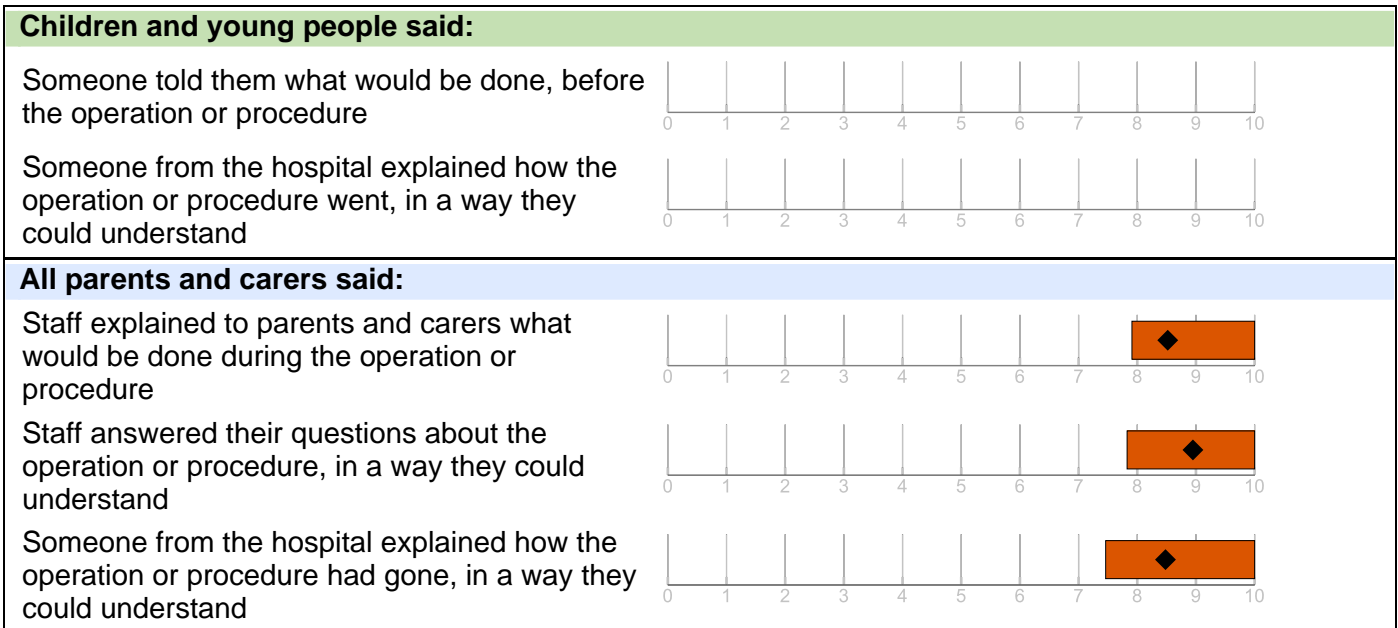 Children and young people said:
Someone told them what would be done, before
the operation or procedure
0 1 2 3 4 5 6 7 8 9 10
Someone from the hospital explained how the
operation or procedure went, in a way they
could understand
0 1 2 3 4 5 6 7 8 9 10
All parents and carers said:
Staff explained to parents and carers what
would be done during the operation or
procedure
0 1 2 3 4 5 6 7 8 9 10
Staff answered their questions about the
operation or procedure, in a way they could
understand
0 1 2 3 4 5 6 7 8 9 10
Someone from the hospital explained how the
operation or procedure had gone, in a way they
could understand
0 1 2 3 4 5 6 7 8 9 10